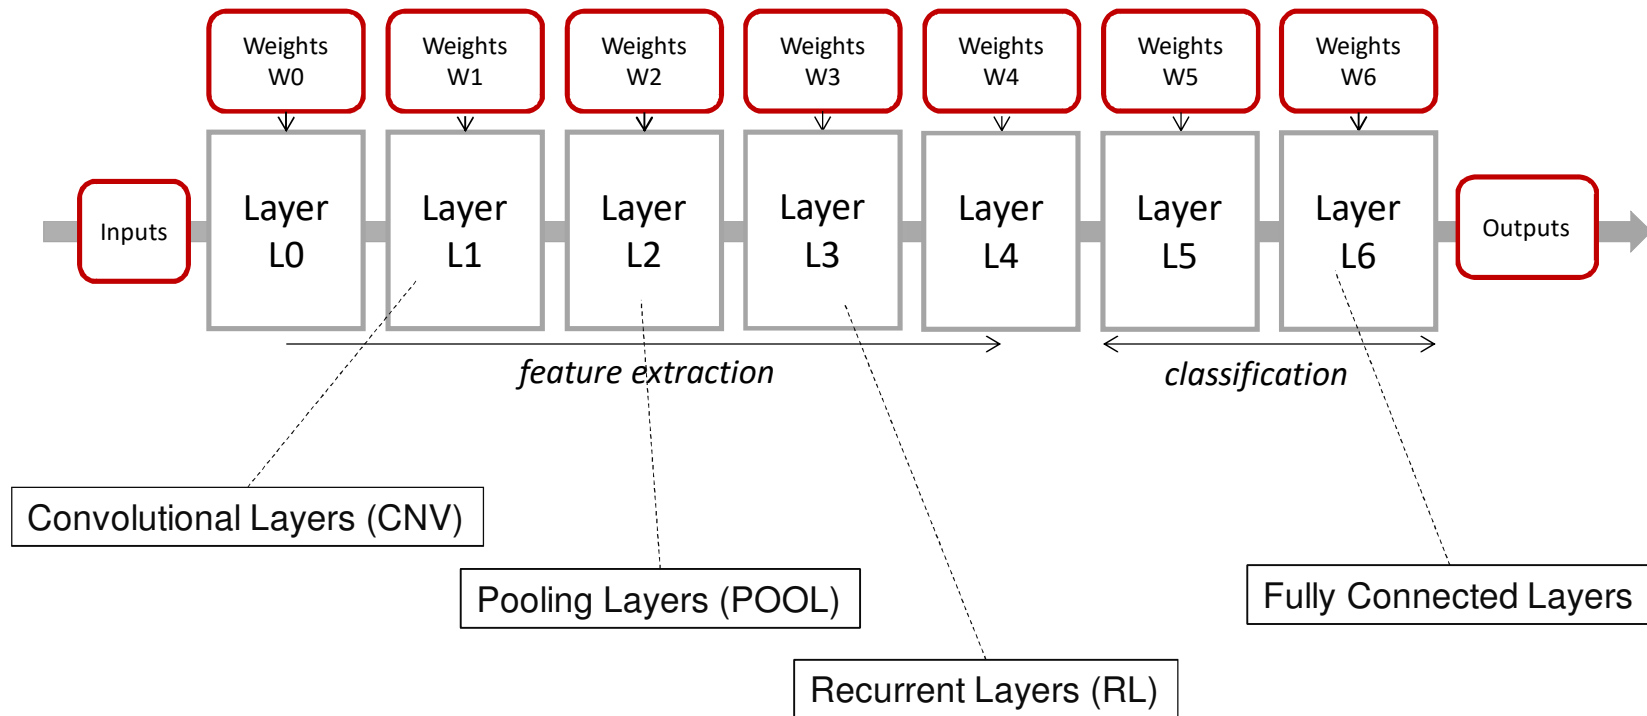 Weights
W0
Weights
W1
Weights
W2
Weights
W3
Weights
W4
Weights
W5
Weights
W6
Inputs
Layer
L0
Layer
L1
Layer
L2
Layer
L3
Layer
L4
Layer
L5
Layer
L6
Outputs
feature extraction
classification
Convolutional Layers (CNV)
Pooling Layers (POOL)
Fully Connected Layers
Recurrent Layers (RL)